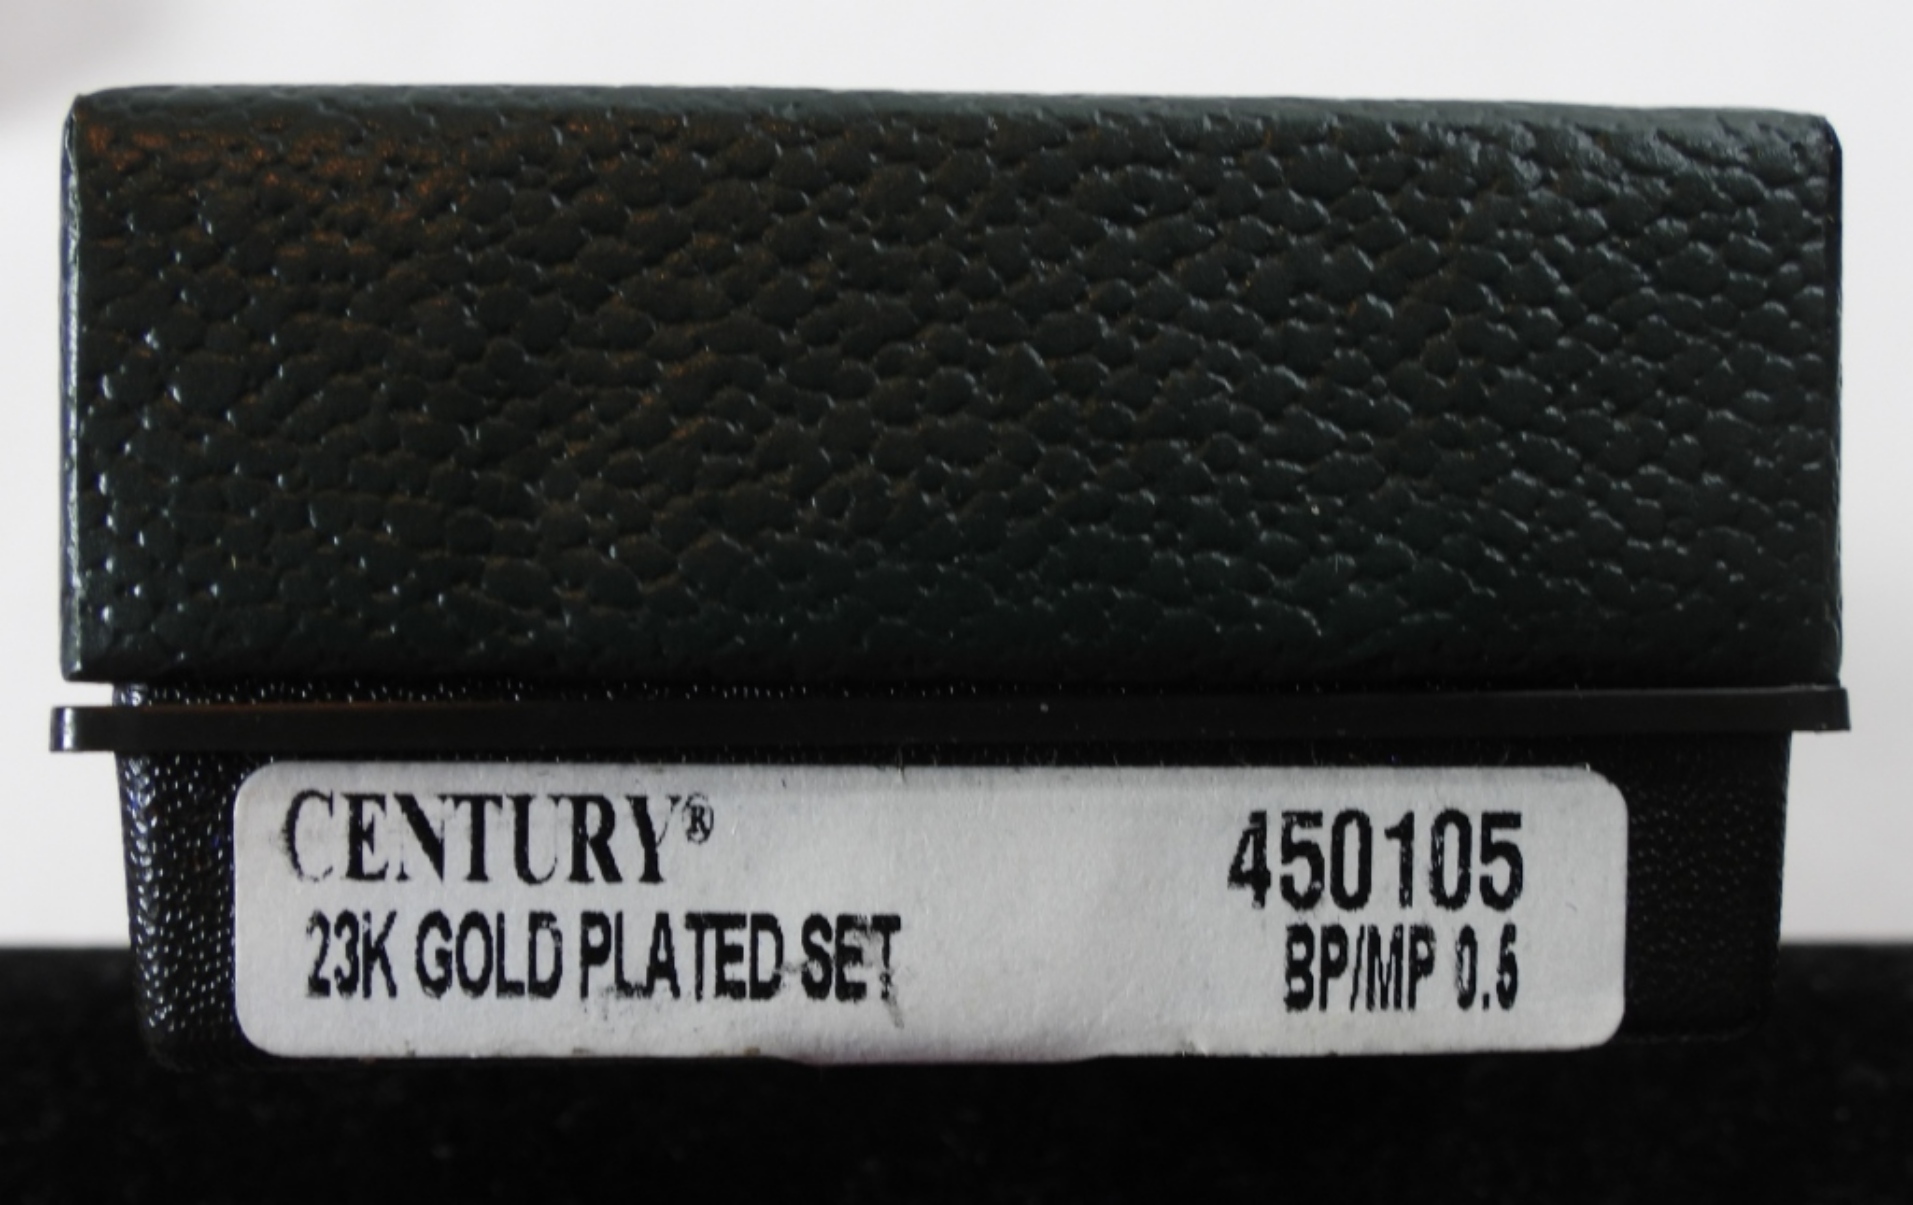 CENTURY®
450105
23K GOLD PLATED SET
BP/MP 0.5